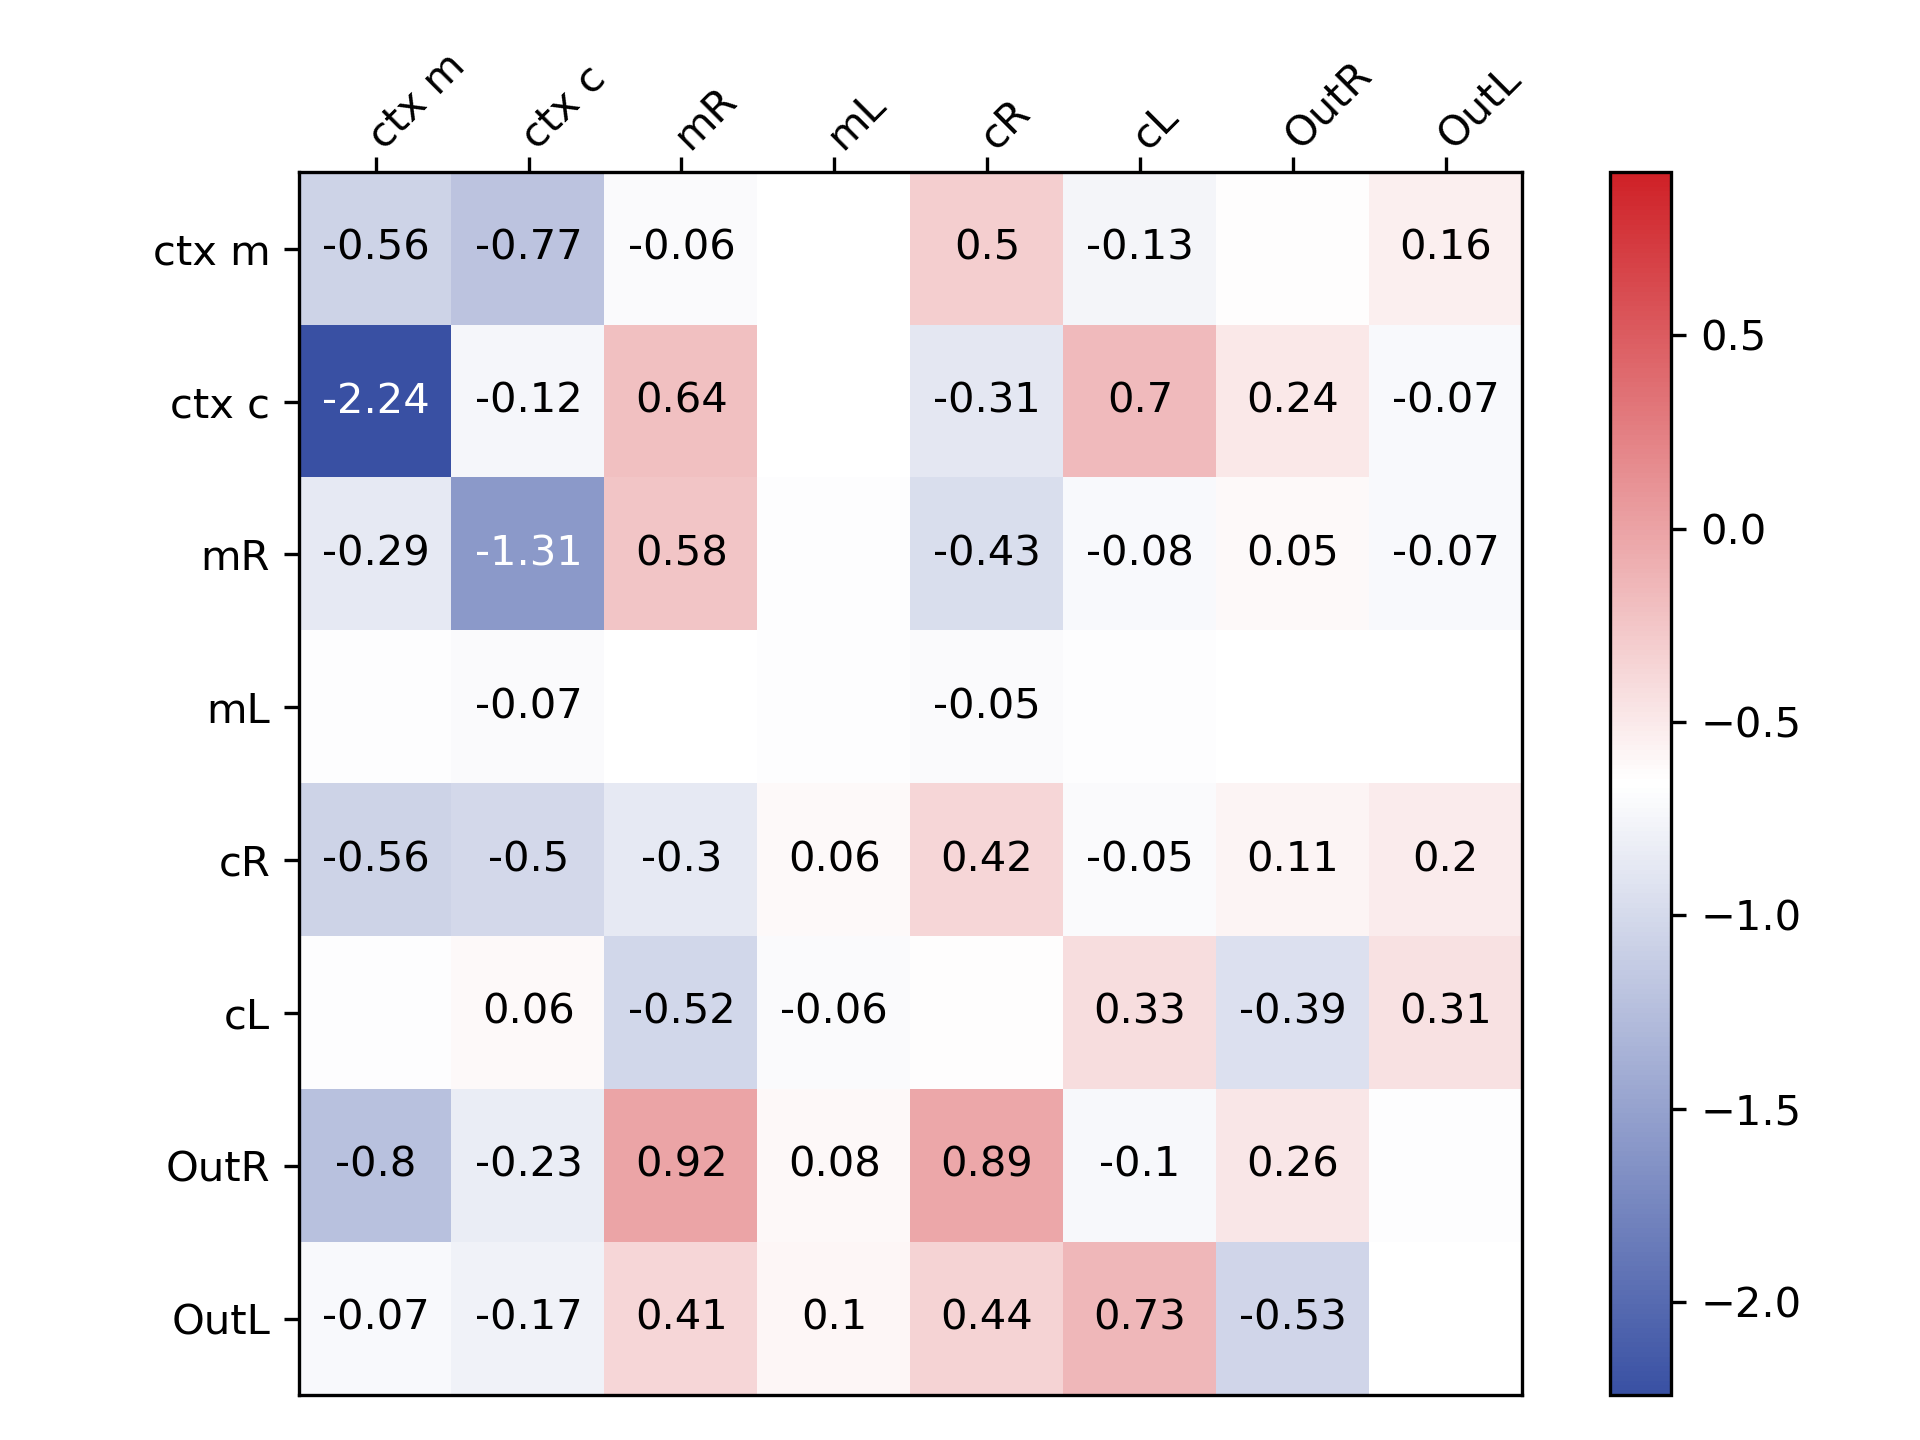 ctx m ctx c mR mL cR cL OutR OutL
ctx m -0.56 -0.77 -0.06 0.5 -0.13 0.16
ctx c -2.24 -0.12 0.64 -0.31 0.7 0.24 -0.07
mR -0.29 -1.31 0.58 -0.43 -0.08 0.05 -0.07
mL -0.07 -0.05
cR -0.56 -0.5 -0.3 0.06 0.42 -0.05 0.11 0.2
cL 0.06 -0.52 -0.06 0.33 -0.39 0.31
OutR -0.8 -0.23 0.92 0.08 0.89 -0.1 0.26
OutL -0.07 -0.17 0.41 0.1 0.44 0.73 -0.53
0.5
0.0
−0.5
−1.0
−1.5
−2.0